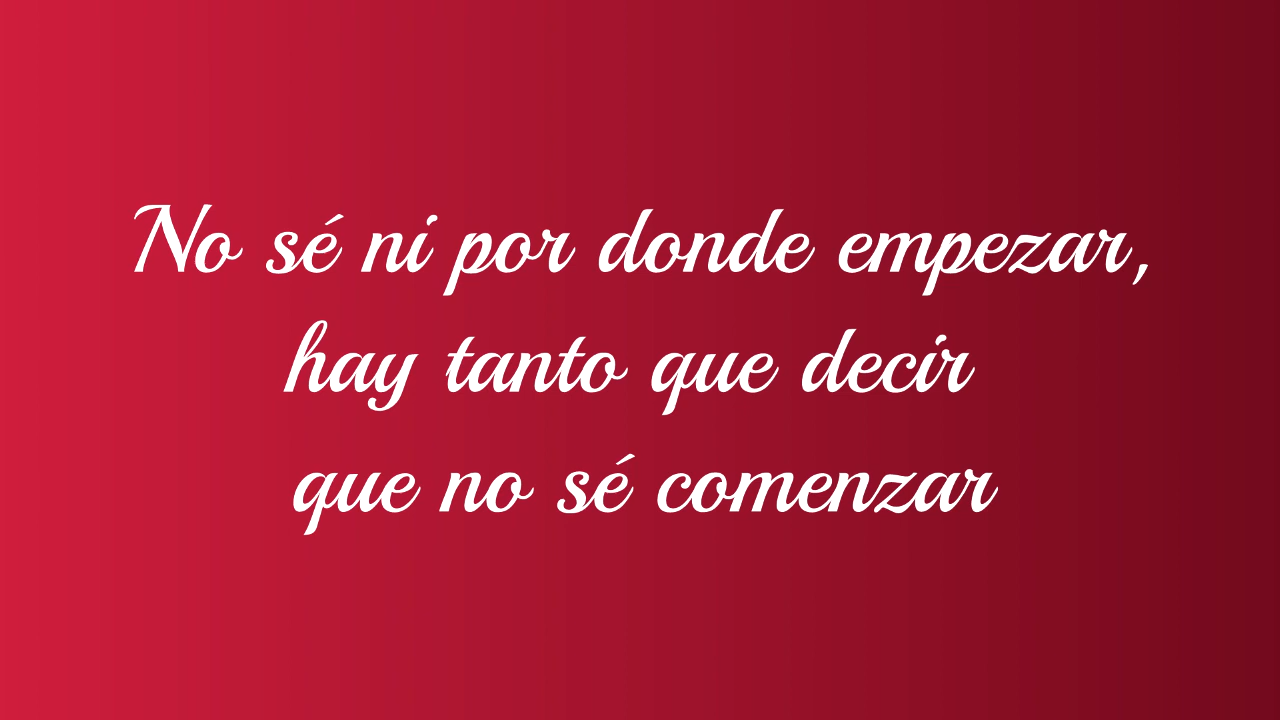 No sé ni por donde empezar,
hay tanto que decir
que no sé comenzar